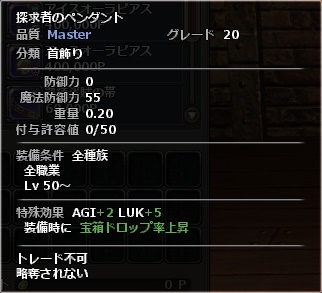 探求者のペンダント
品質 Master グレード 20
分類 首飾り
防御力 0
魔法防御力 55
重量 0.20
付与許容値 0/50
装備条件 全種族
全職業
Lv 50～
特殊効果 AGI+2 LUK+5
装備時に 宝箱ドロップ率上昇
トレード不可
略奪されない
0 P